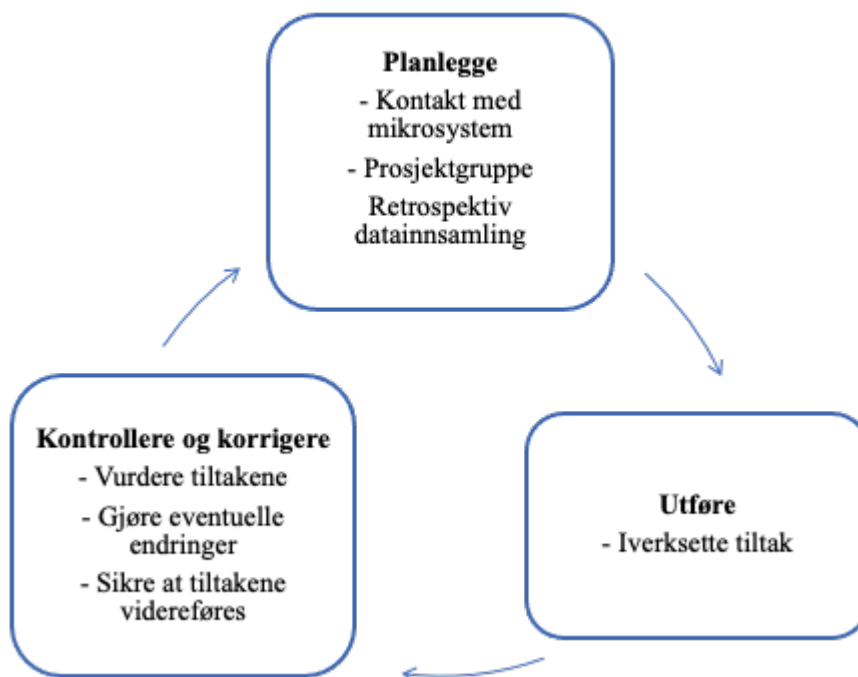 Planlegge
- Kontakt med
mikrosystem
- Prosjektgruppe
Retrospektiv
datainnsamling
Utføre
- Iverksette tiltak
Kontrollere og korrigere
- Vurdere tiltakene
- Gjøre eventuelle
endringer
- Sikre at tiltakene
videreføres